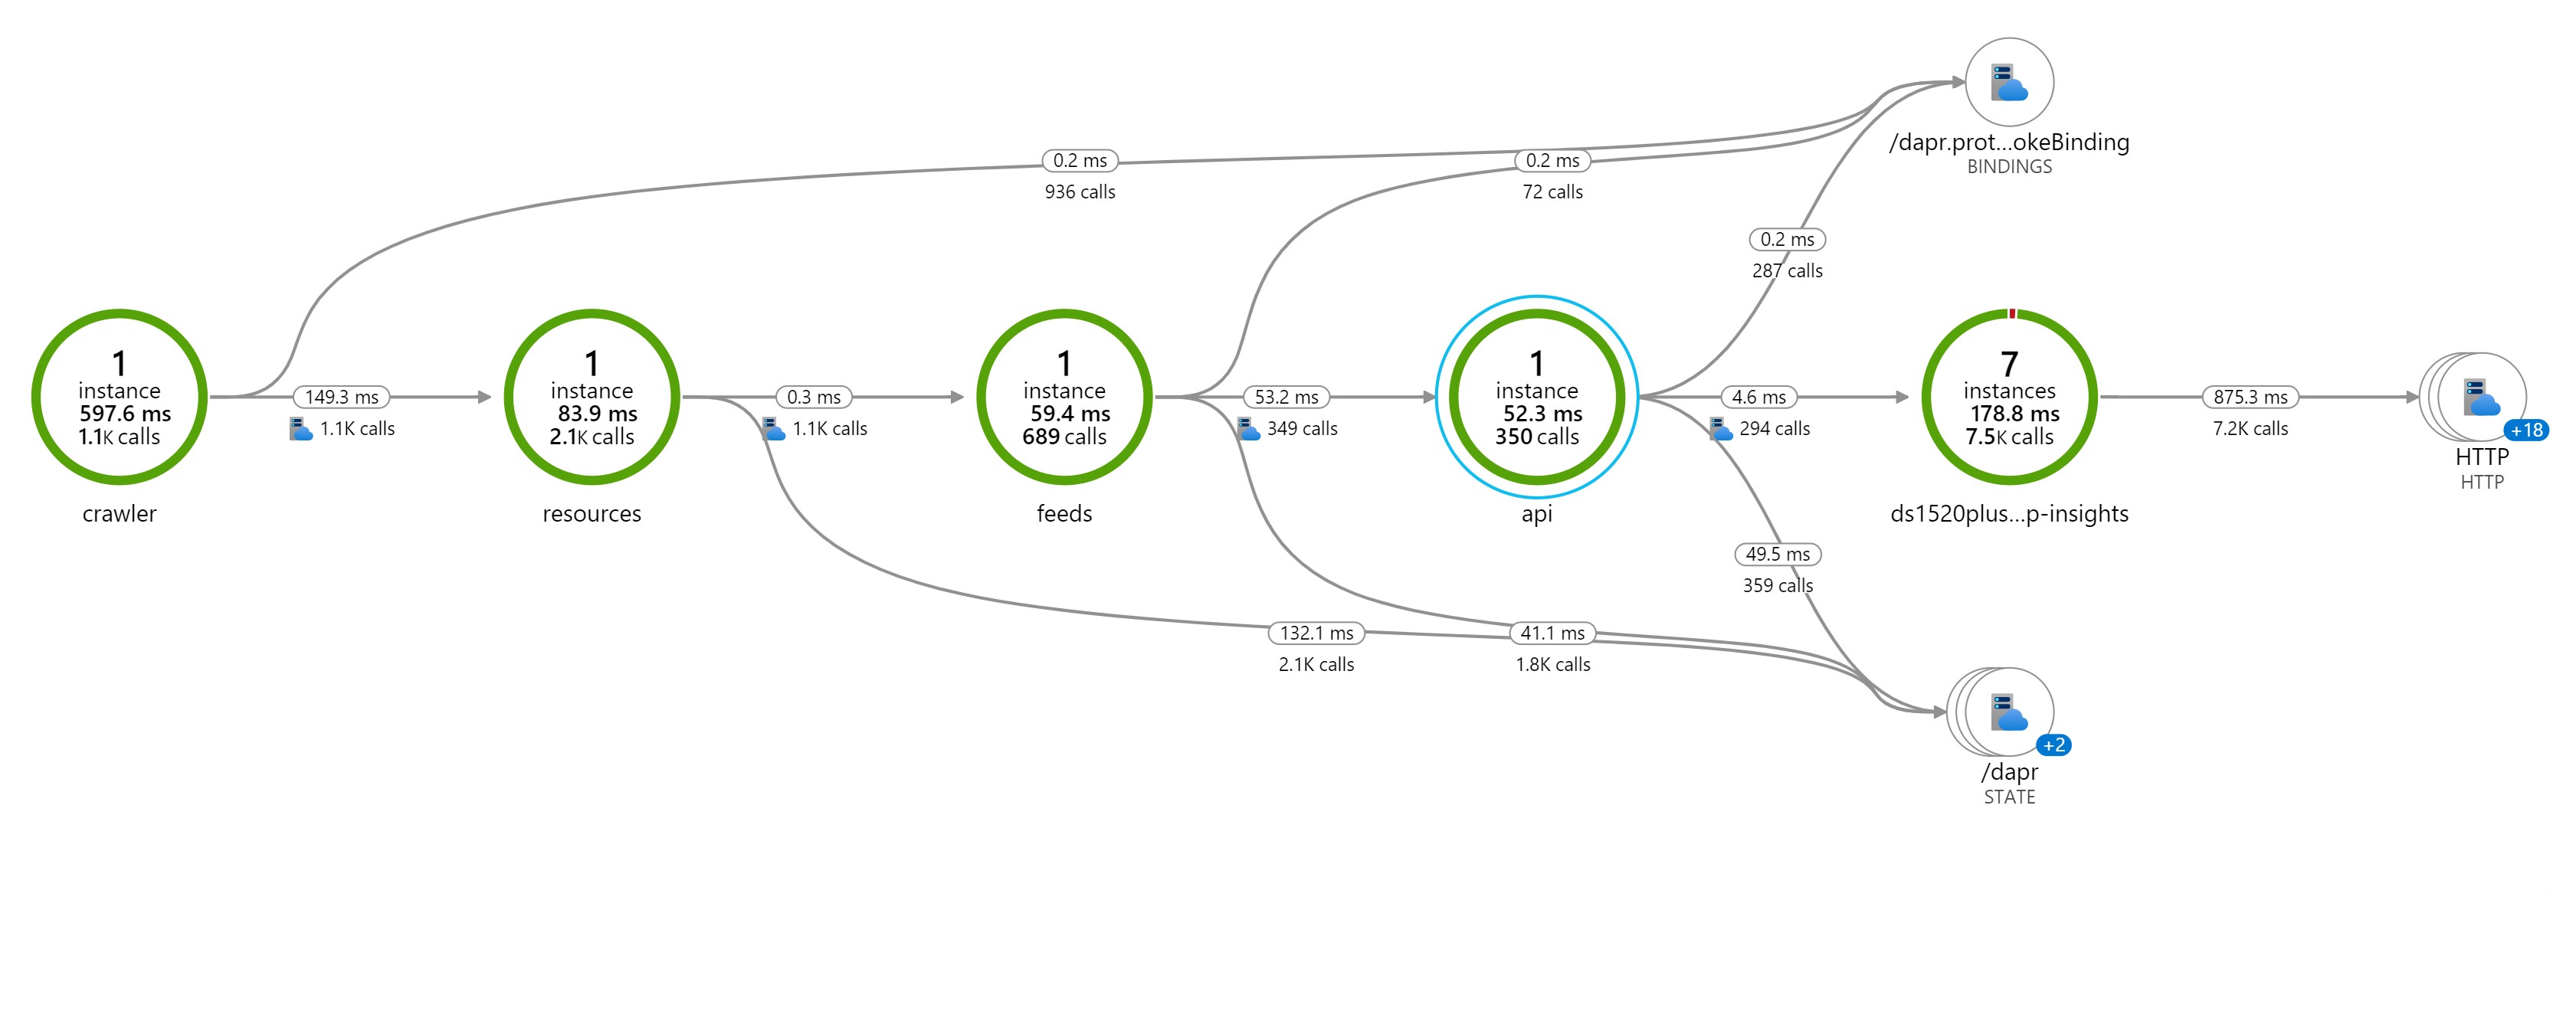 /dapr.prot...okeBinding
BINDINGS
0.2 ms
936 calls
0.2 ms
72 calls
0.2 ms
287 calls
1
instance
597.6 ms
1.1K calls
crawler
149.3 ms
1.1K calls
1
instance
83.9 ms
2.1K calls
resources
0.3 ms
1.1K calls
1
instance
59.4 ms
689 calls
feeds
53.2 ms
349 calls
1
instance
52.3 ms
350 calls
api
4.6 ms
294 calls
7
instances
178.8 ms
7.5K calls
ds1520plus...p-insights
875.3 ms
7.2K calls
+18
HTTP
HTTP
49.5 ms
359 calls
132.1 ms
2.1K calls
41.1 ms
1.8K calls
+2
/dapr
STATE